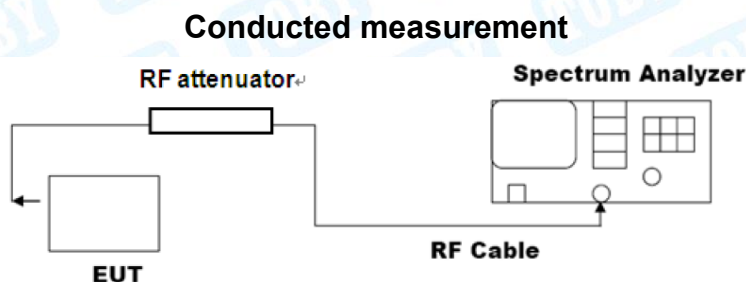 Conducted measurement
RF attenuator↵
Spectrum Analyzer
RF Cable
EUT